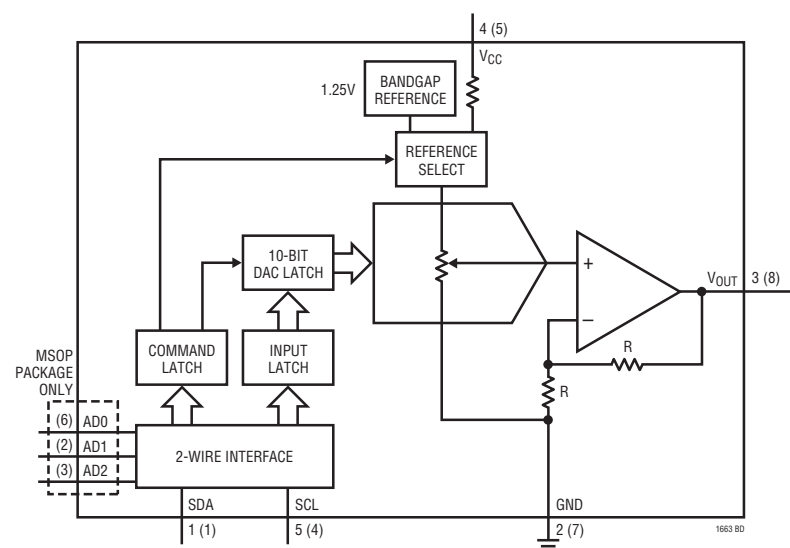 4 (5)
VCC
1.25V
BANDGAP
REFERENCE
REFERENCE
SELECT
10-BIT
DAC LATCH
+
VOUT
3 (8)
–
R
R
COMMAND
LATCH
INPUT
LATCH
MSOP
PACKAGE
ONLY
(6) AD0
(2) AD1
(3) AD2
2-WIRE INTERFACE
SDA
SCL
GND
1 (1)
5 (4)
2 (7)
1663 BD